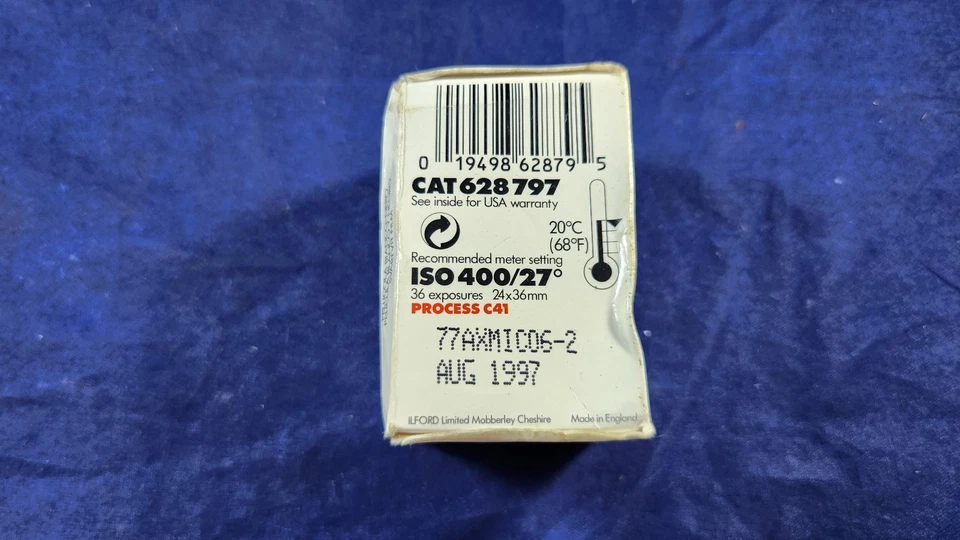 0 19498 62879 5
CAT 628 797
See inside for USA warranty
20°C
(68°F)
Recommended meter setting
ISO 400/27°
36 exposures 24x36mm
PROCESS C41
77AXMIC06-2
AUG 1997
ILFORD Limited Mobberley Cheshire Made in England